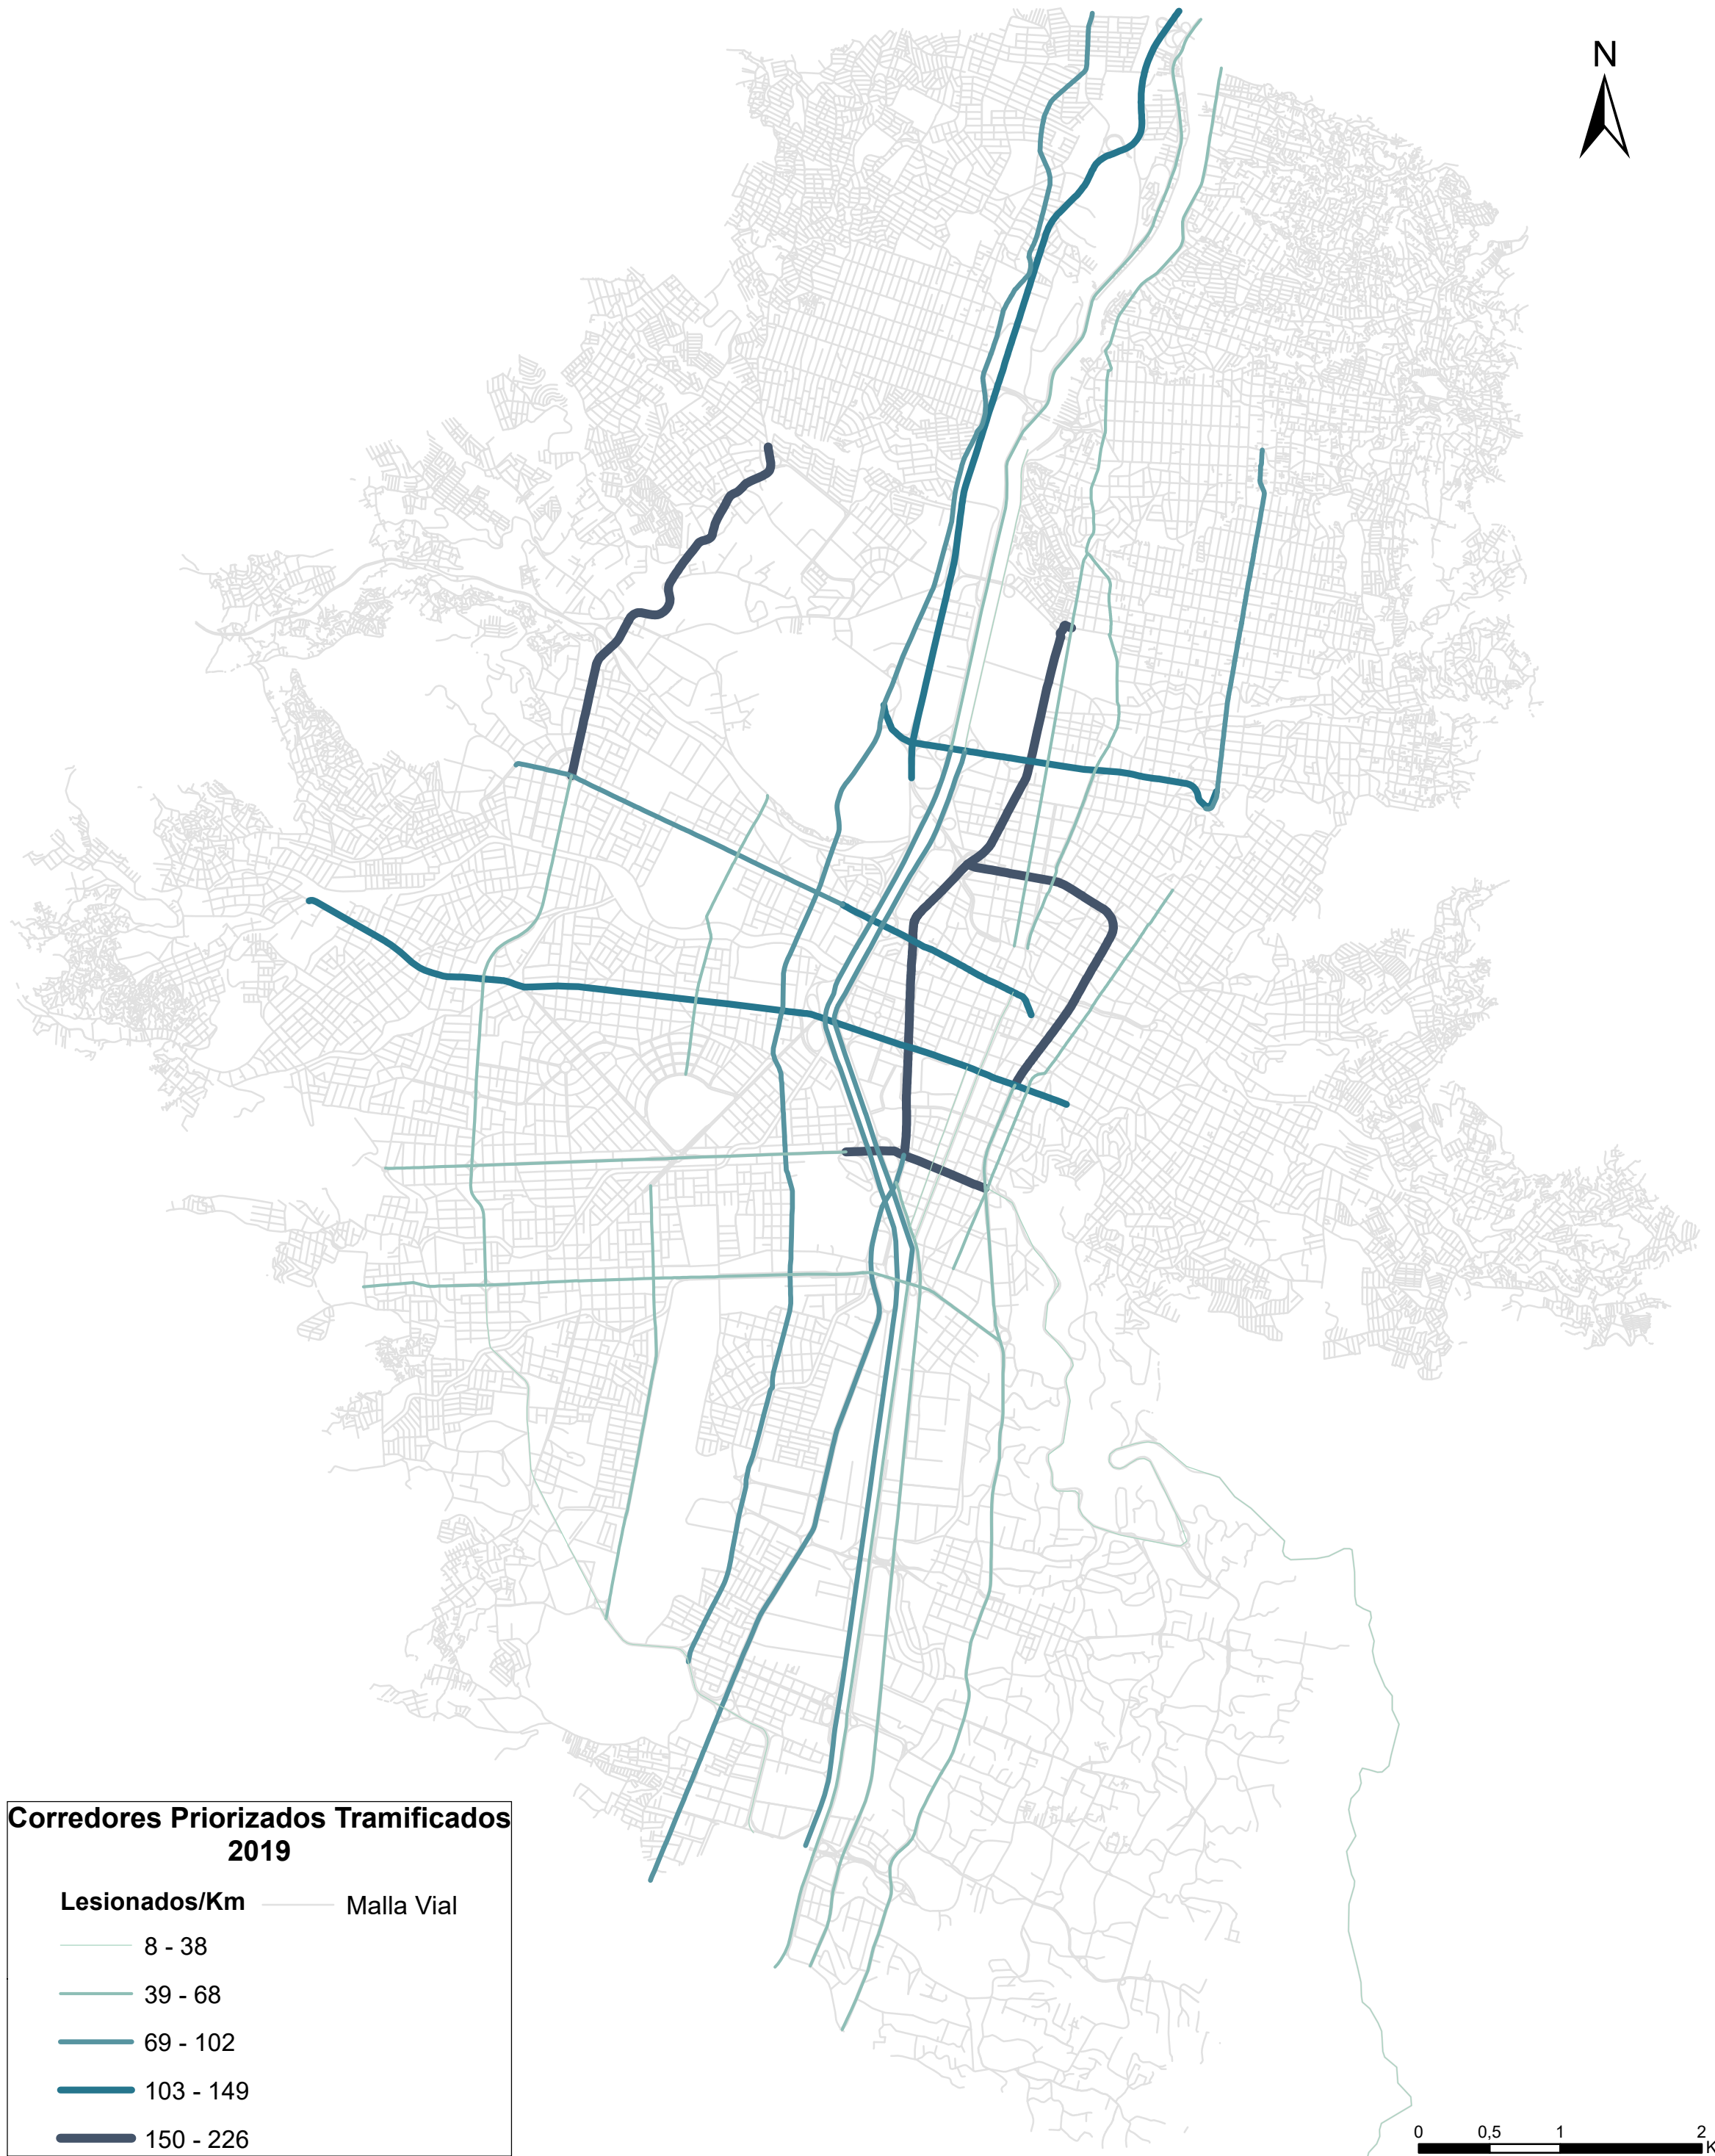 N
Corredores Priorizados Tramificados
2019
Lesionados/Km
Malla Vial
8 - 38
39 - 68
69 - 102
103 - 149
150 - 226
0 0,5 1 2
K